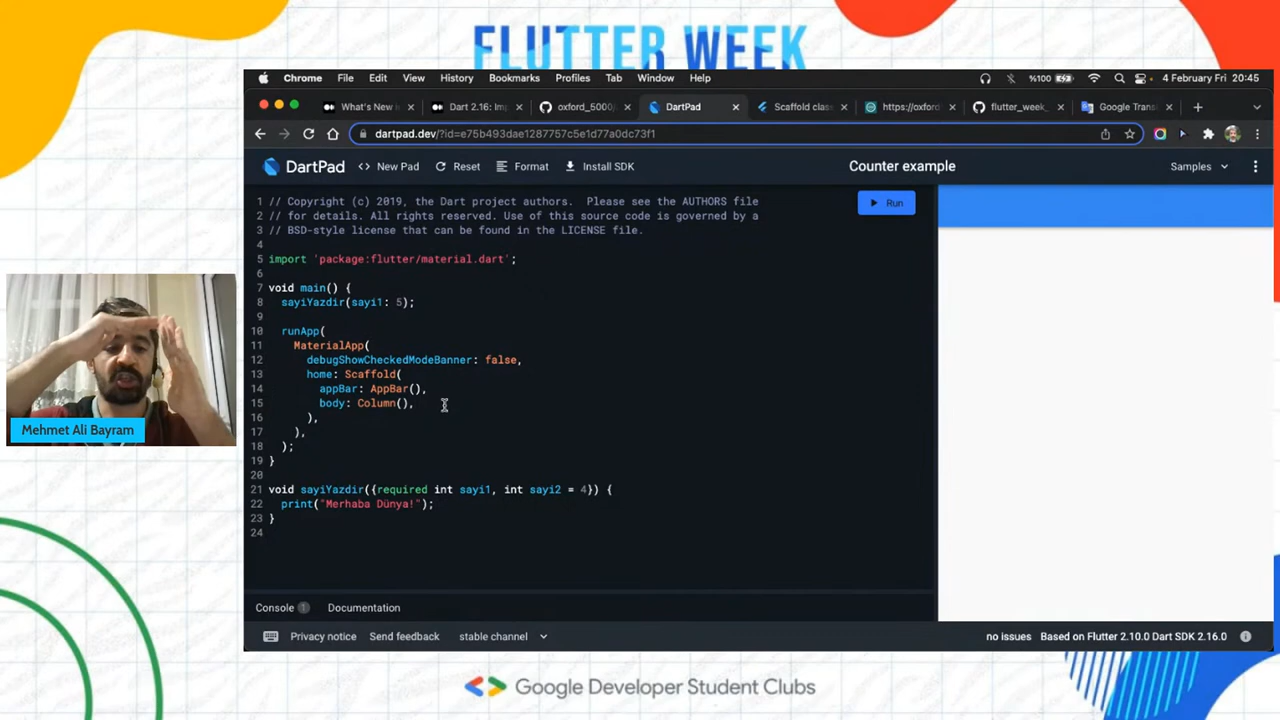 FLUTTER WEEK
Chrome File Edit View History Bookmarks Profiles Tab Window Help %100 4 February Fri 20:45
What's New DartPad Dart 2.16: Im oxford_5000 Scaffold clas https://oxford flutter_week_ Google Trans
dartpad.dev/?id=e75b493dae1287757c5e1d77a0dc73f1
DartPad <> New Pad Reset Format Install SDK Counter example Samples
1 // Copyright (c) 2019, the Dart project authors.  Please see the AUTHORS file
Run
2 // for details. All rights reserved. Use of this source code is governed by a
3 // BSD-style license that can be found in the LICENSE file.
4
5 import 'package:flutter/material.dart';
6
7 void main() {
8   sayiYazdir(sayi1: 5);
9
10   runApp(
11     MaterialApp(
12       debugShowCheckedModeBanner: false,
13       home: Scaffold(
14         appBar: AppBar(),
15         body: Column(),
16       ),
17     ),
18   );
19 }
20
21 void sayiYazdir({required int sayi1, int sayi2 = 4}) {
22   print("Merhaba Dünya!");
23 }
24
Mehmet Ali Bayram
Console 1 Documentation
Privacy notice Send feedback stable channel no issues Based on Flutter 2.10.0 Dart SDK 2.16.0
Google Developer Student Clubs